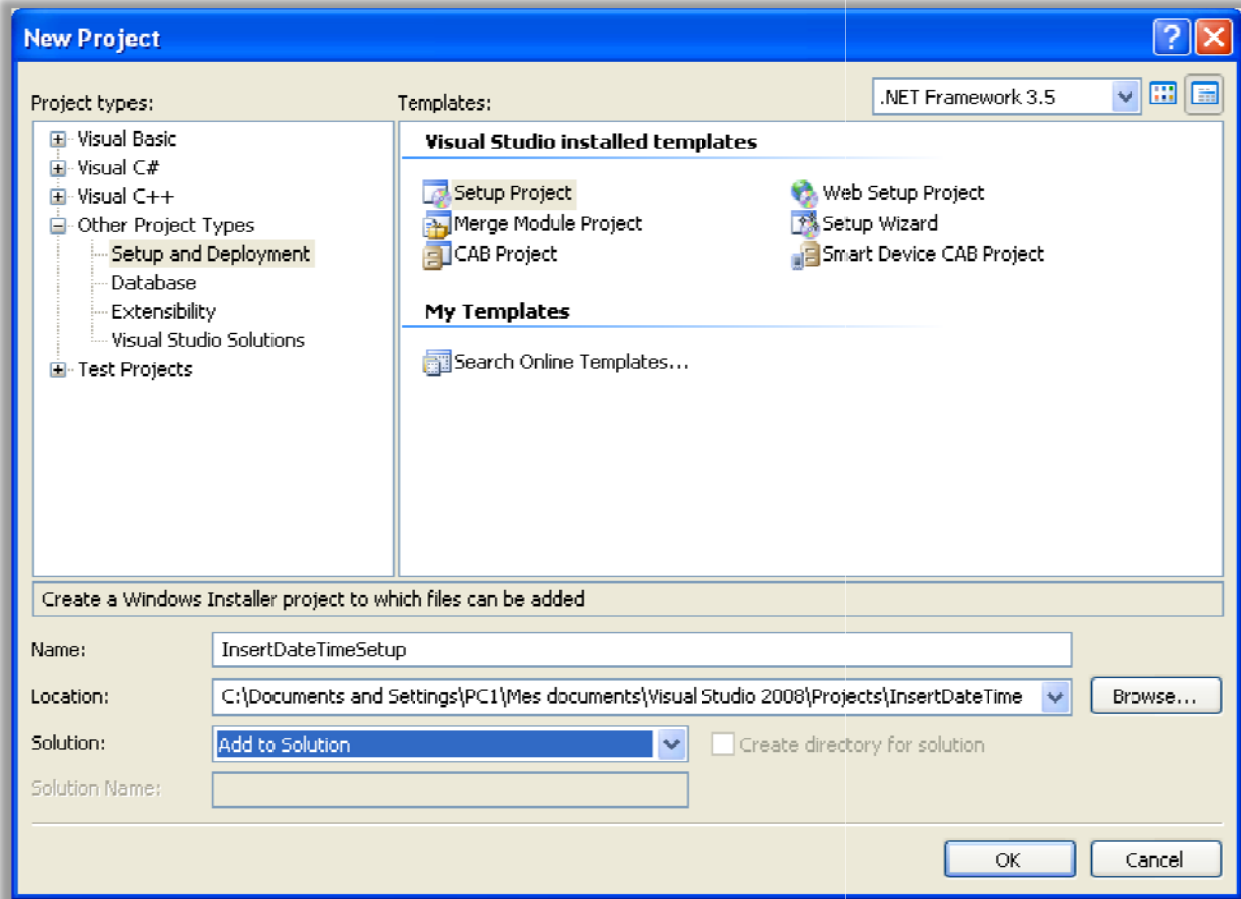 New Project
Project types:
Templates:
.NET Framework 3.5
Visual Basic
Visual C#
Visual C++
Other Project Types
Setup and Deployment
Database
Extensibility
Visual Studio Solutions
Test Projects
Visual Studio installed templates
Setup Project
Web Setup Project
Merge Module Project
Setup Wizard
CAB Project
Smart Device CAB Project
My Templates
Search Online Templates...
Create a Windows Installer project to which files can be added
Name:
InsertDateTimeSetup
Location:
C:\Documents and Settings\PC1\Mes documents\Visual Studio 2008\Projects\InsertDateTime
Browse...
Solution:
Add to Solution
Create directory for solution
Solution Name:
OK
Cancel